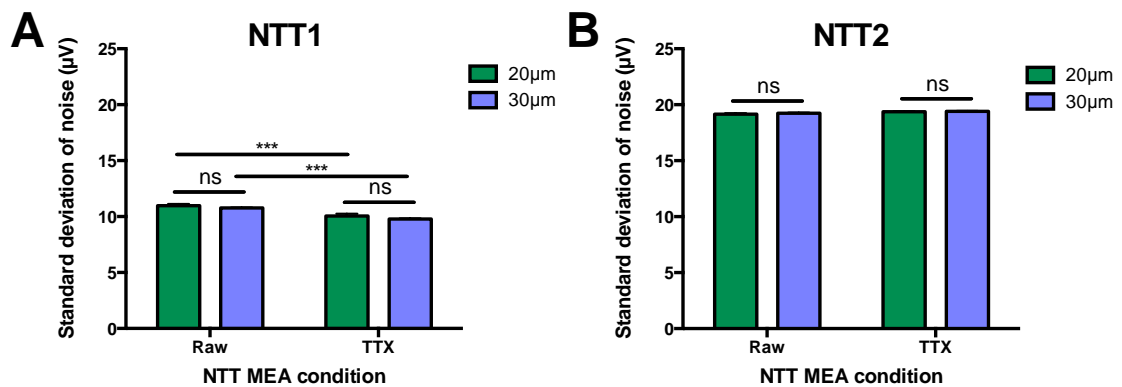 A
NTT1
Standard deviation of noise (µV)
25
20
15
10
5
0
20µm
30µm
***
***
ns
ns
Raw
TTX
NTT MEA condition
B
NTT2
Standard deviation of noise (µV)
25
20
15
10
5
0
20µm
30µm
ns
ns
Raw
TTX
NTT MEA condition